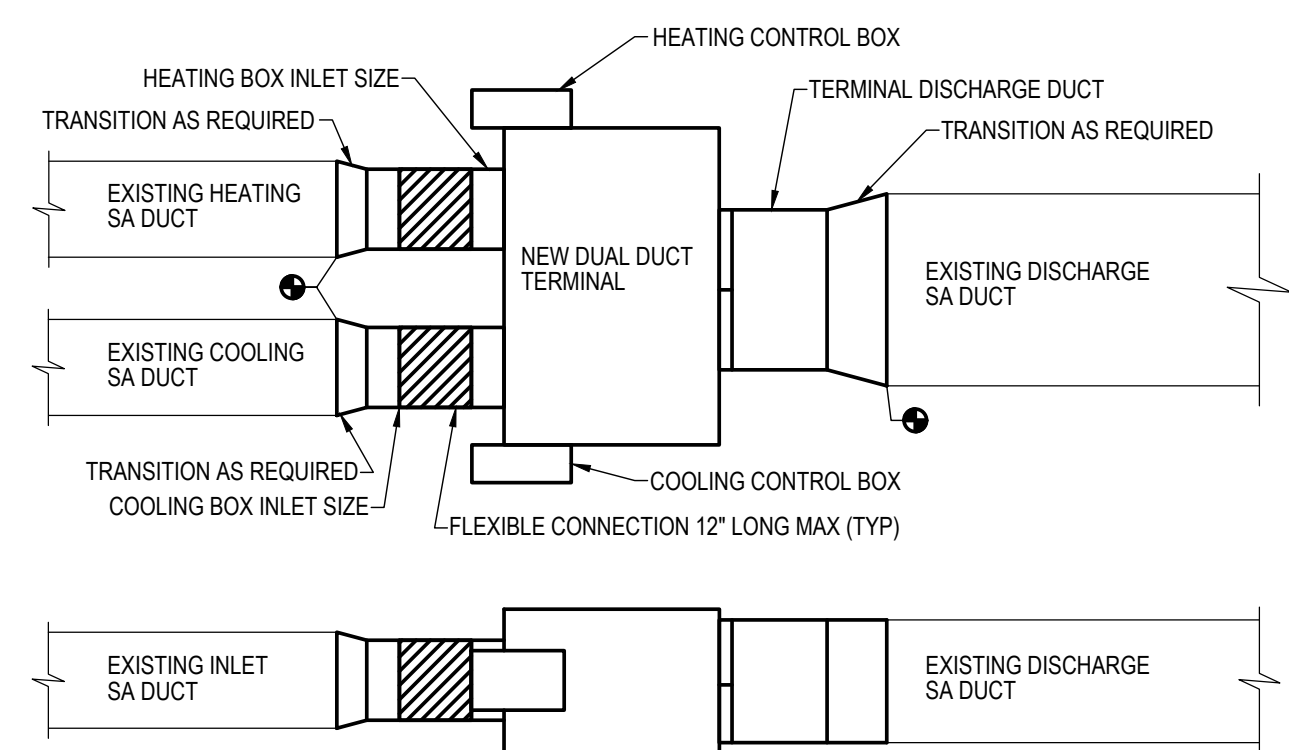 HEATING CONTROL BOX
HEATING BOX INLET SIZE
TERMINAL DISCHARGE DUCT
TRANSITION AS REQUIRED
TRANSITION AS REQUIRED
EXISTING HEATING
SA DUCT
NEW DUAL DUCT
TERMINAL
EXISTING DISCHARGE
SA DUCT
EXISTING COOLING
SA DUCT
TRANSITION AS REQUIRED
COOLING CONTROL BOX
COOLING BOX INLET SIZE
FLEXIBLE CONNECTION 12" LONG MAX (TYP)
EXISTING INLET
SA DUCT
EXISTING DISCHARGE
SA DUCT